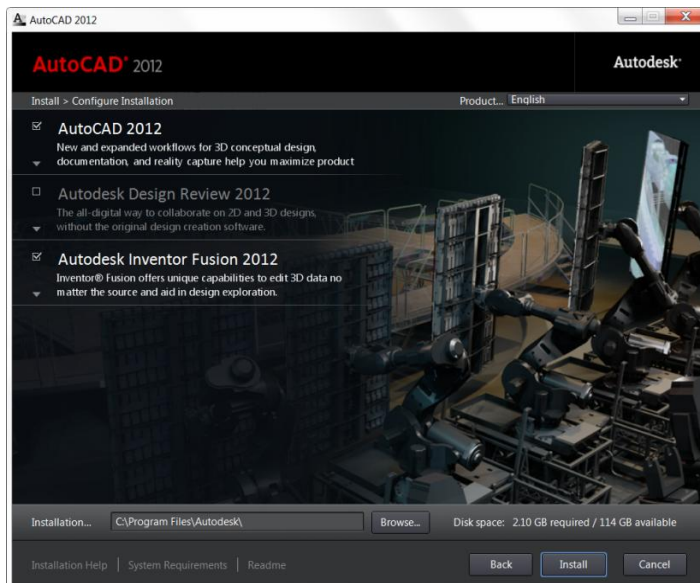 AutoCAD 2012
AutoCAD® 2012
Autodesk®
Install > Configure Installation
Product... English
AutoCAD 2012
New and expanded workflows for 3D conceptual design,
documentation, and reality capture help you maximize product
Autodesk Design Review 2012
The all-digital way to collaborate on 2D and 3D designs,
without the original design creation software.
Autodesk Inventor Fusion 2012
Inventor® Fusion offers unique capabilities to edit 3D data no
matter the source and aid in design exploration.
Installation... C:\Program Files\Autodesk\ Browse... Disk space: 2.10 GB required / 114 GB available
Installation Help | System Requirements | Readme Back Install Cancel